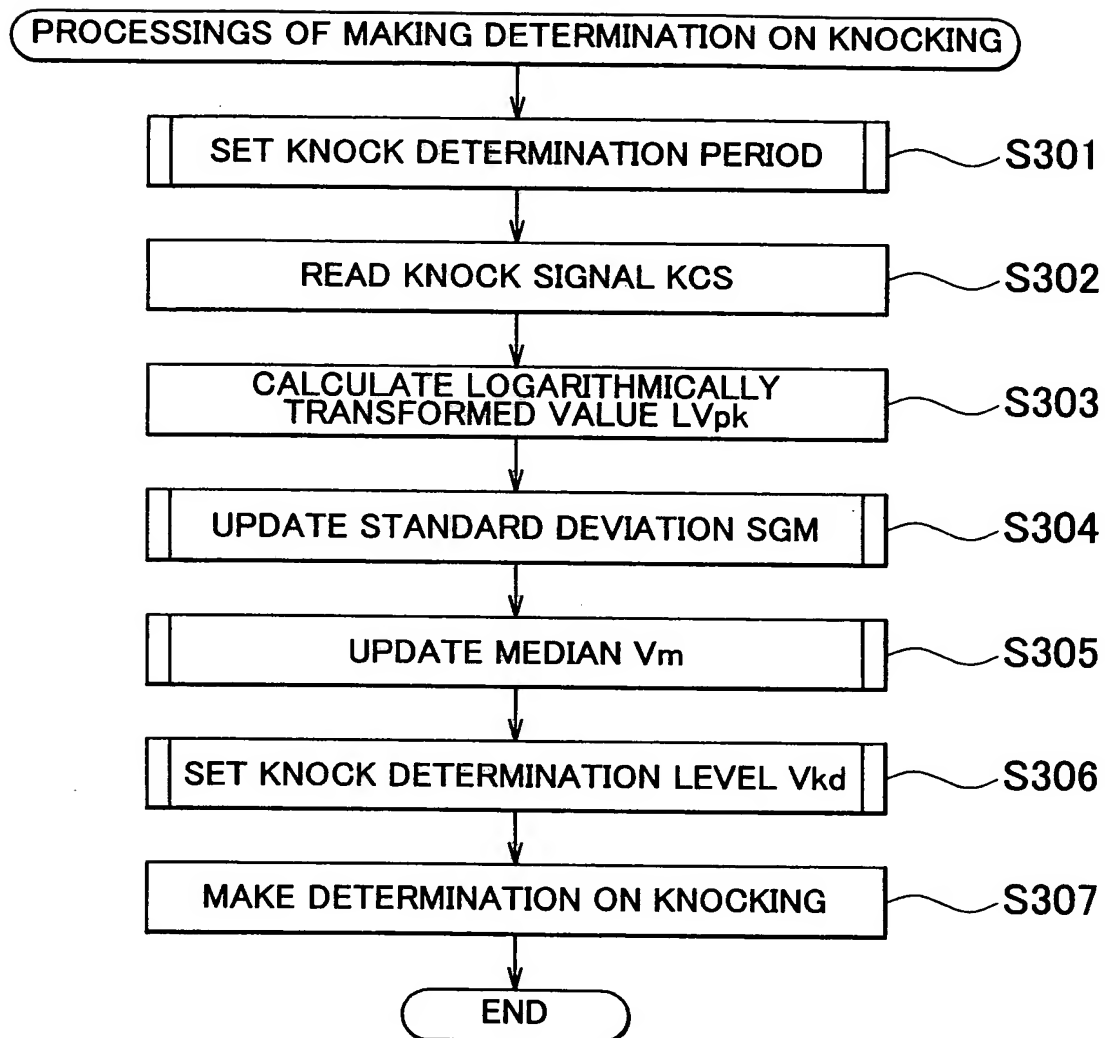 PROCESSINGS OF MAKING DETERMINATION ON KNOCKING
SET KNOCK DETERMINATION PERIOD
S301
READ KNOCK SIGNAL KCS
S302
CALCULATE LOGARITHMICALLY
TRANSFORMED VALUE LVpk
S303
UPDATE STANDARD DEVIATION SGM
S304
UPDATE MEDIAN Vm
S305
SET KNOCK DETERMINATION LEVEL Vkd
S306
MAKE DETERMINATION ON KNOCKING
S307
END